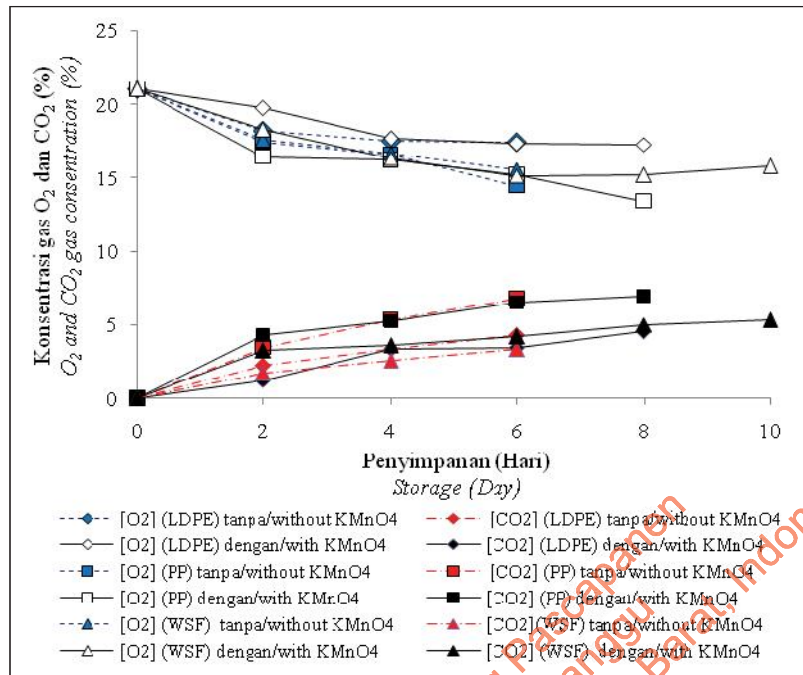 25
20
15
10
5
0
Konsentrasi gas O₂ dan CO₂ (%)
O₂ and CO₂ gas concentration (%)
0 2 4 6 8 10
Penyimpanan (Hari)
Storage (Day)
[O2] (LDPE) tanpa/without KMnO4
[CO2] (LDPE) tanpa/without KMnO4
[O2] (LDPE) dengan/with KMnO4
[CO2] (LDPE) dengan/with KMnO4
[O2] (PP) tanpa/without KMnO4
[CO2] (PP) tanpa/without KMnO4
[O2] (PP) dengan/with KMnO4
[CO2] (PP) dengan/with KMnO4
[O2] (WSF) tanpa/without KMnO4
[CO2] (WSF) tanpa/without KMnO4
[O2] (WSF) dengan/with KMnO4
[CO2] (WSF) dengan/with KMnO4
Pascapanen
Barat, Indon